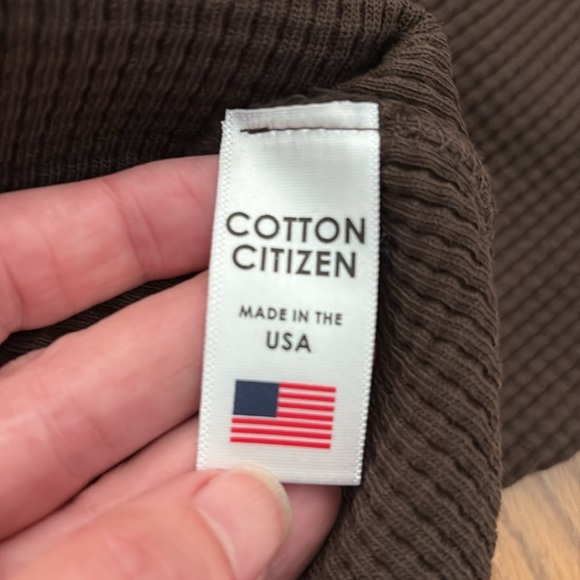 COTTON
CITIZEN
MADE IN THE
USA